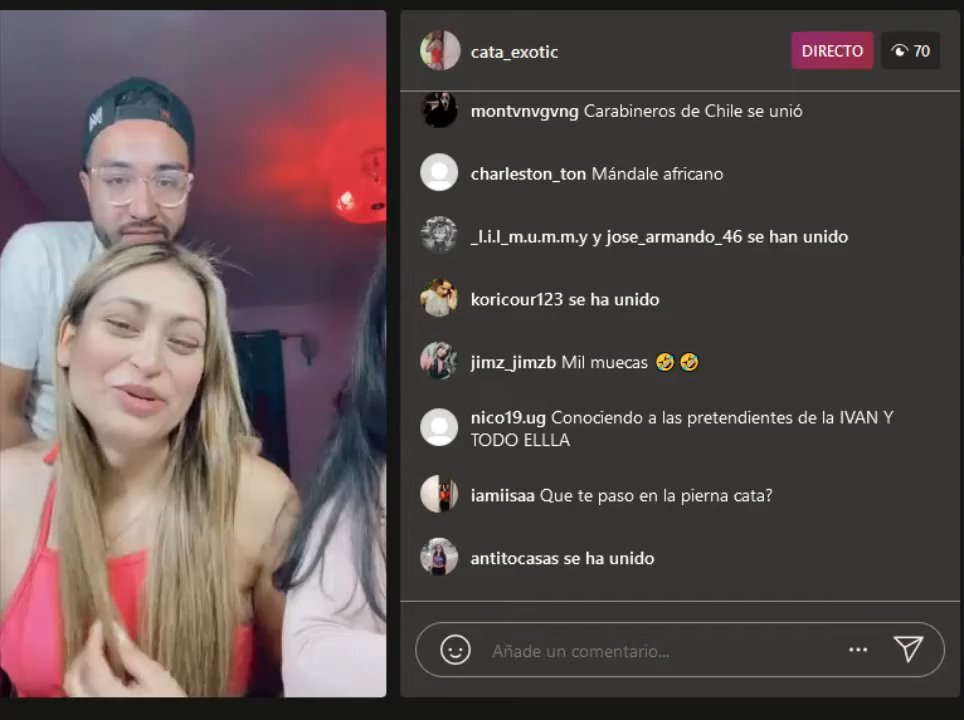 cata_exotic
DIRECTO
70
montvnvgvng Carabineros de Chile se unió
charleston_ton Mándale africano
_l.i.l_m.u.m.m.y y jose_armando_46 se han unido
koricour123 se ha unido
jimz_jimzb Mil muecas 🤣 🤣
nico19.ug Conociendo a las pretendientes de la IVAN Y
TODO ELLLA
iamiisaa Que te paso en la pierna cata?
antitocasas se ha unido
Añade un comentario...